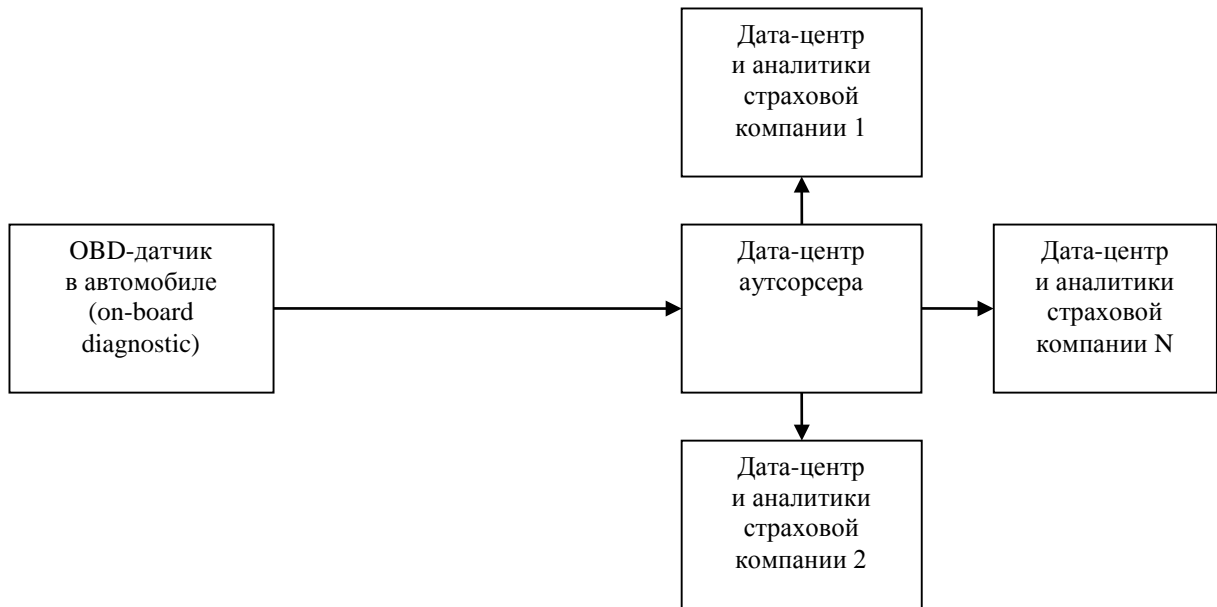 Дата-центр
и аналитики
страховой
компании 1
OBD-датчик
в автомобиле
(on-board
diagnostic)
Дата-центр
аутсорсера
Дата-центр
и аналитики
страховой
компании N
Дата-центр
и аналитики
страховой
компании 2